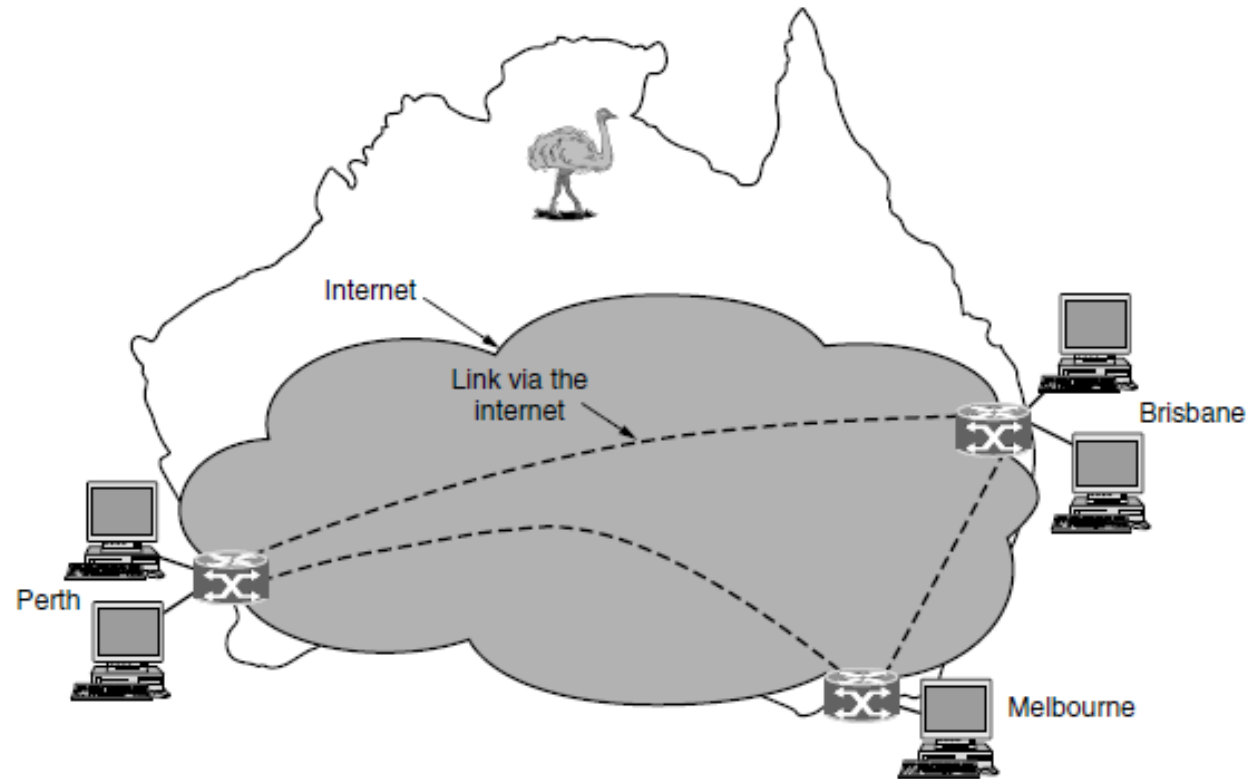 Internet
Link via the
internet
Brisbane
Perth
Melbourne